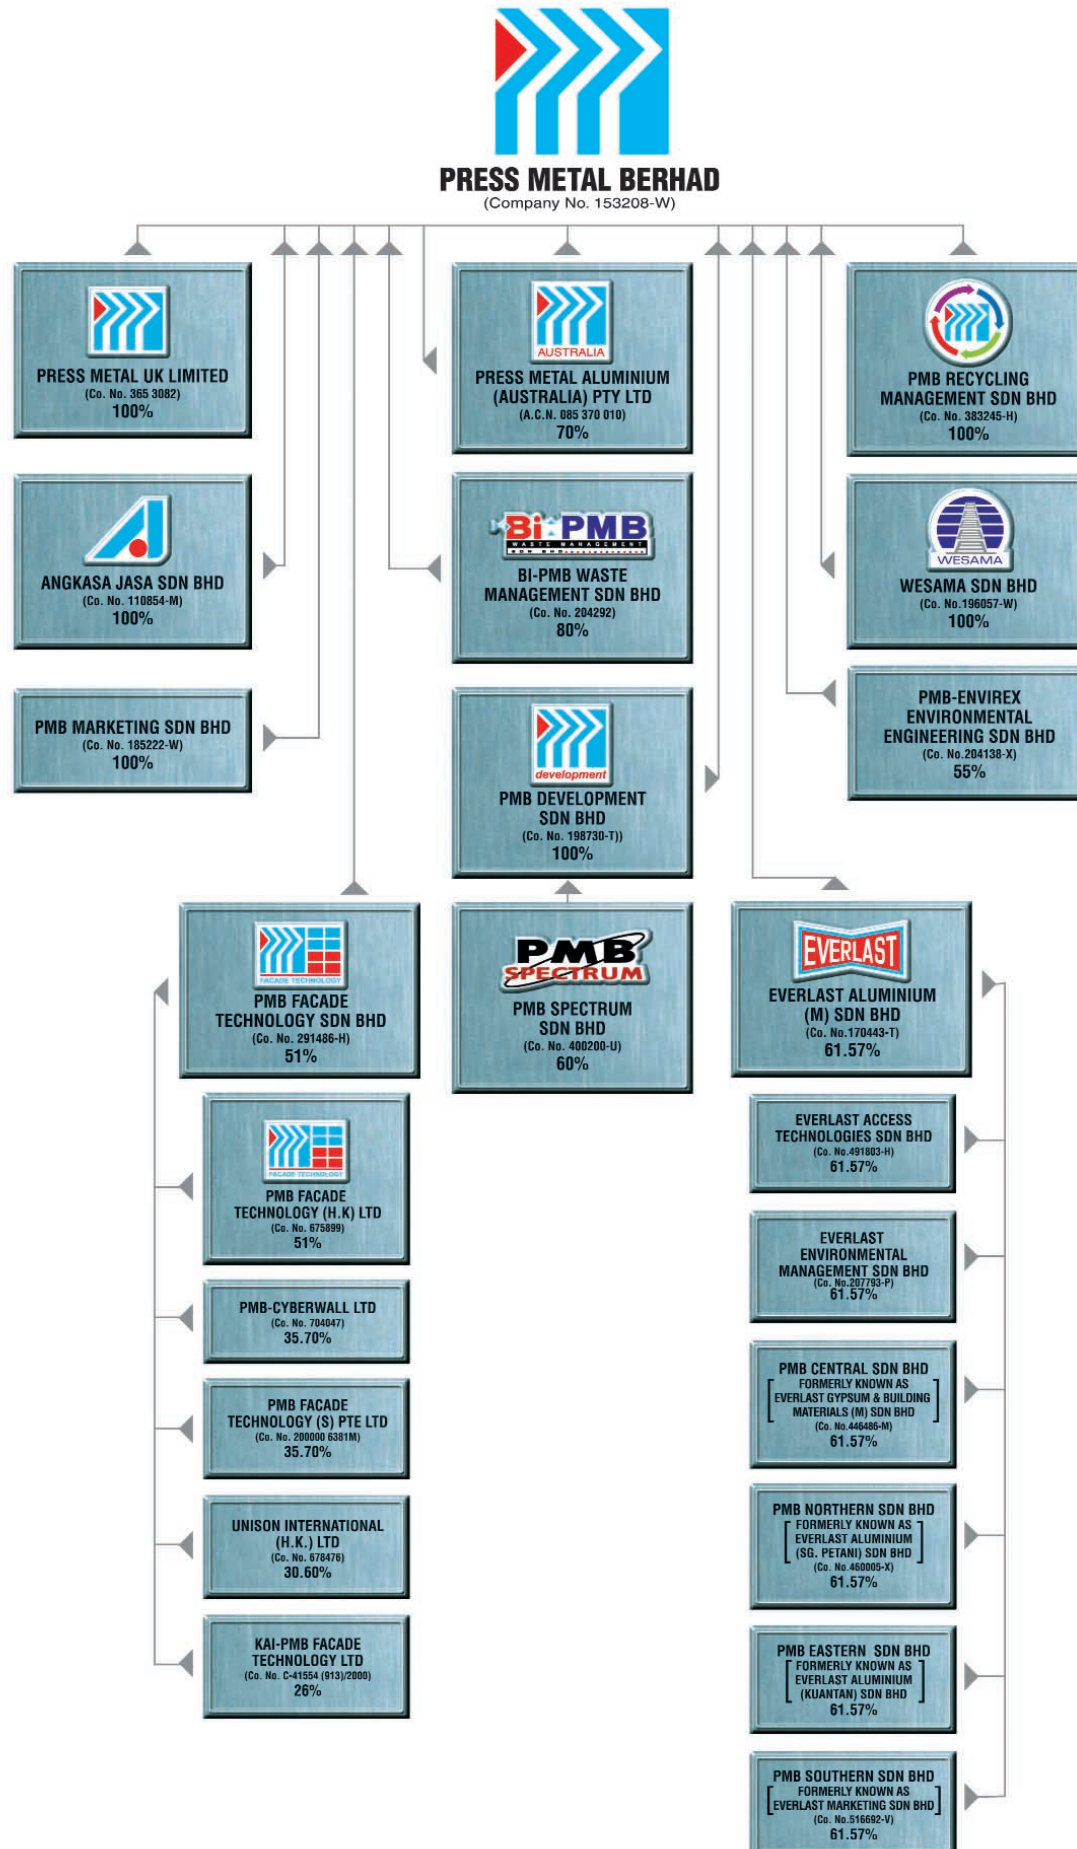 PRESS METAL BERHAD
(Company No. 153208-W)
PRESS METAL UK LIMITED
(Co. No. 365 3082)
100%
AUSTRALIA
PRESS METAL ALUMINIUM
(AUSTRALIA) PTY LTD
(A.C.N. 085 370 010)
70%
PMB RECYCLING
MANAGEMENT SDN BHD
(Co. No. 383245-H)
100%
ANGKASA JASA SDN BHD
(Co. No. 110854-M)
100%
Bi PMB
WASTE MANAGEMENT
SDN BHD
BI-PMB WASTE
MANAGEMENT SDN BHD
(Co. No. 204292)
80%
WESAMA
WESAMA SDN BHD
(Co. No.196057-W)
100%
PMB MARKETING SDN BHD
(Co. No. 185222-W)
100%
development
PMB DEVELOPMENT
SDN BHD
(Co. No. 198730-T))
100%
PMB-ENVIREX
ENVIRONMENTAL
ENGINEERING SDN BHD
(Co. No.204138-X)
55%
FACADE TECHNOLOGY
PMB FACADE
TECHNOLOGY SDN BHD
(Co. No. 291486-H)
51%
PMB
SPECTRUM
PMB SPECTRUM
SDN BHD
(Co. No. 400200-U)
60%
EVERLAST
EVERLAST ALUMINIUM
(M) SDN BHD
(Co. No.170443-T)
61.57%
FACADE TECHNOLOGY
PMB FACADE
TECHNOLOGY (H.K) LTD
(Co. No. 675899)
51%
PMB-CYBERWALL LTD
(Co. No. 704047)
35.70%
PMB FACADE
TECHNOLOGY (S) PTE LTD
(Co. No. 200000 6381M)
35.70%
UNISON INTERNATIONAL
(H.K.) LTD
(Co. No. 678476)
30.60%
KAI-PMB FACADE
TECHNOLOGY LTD
(Co. No. C-41554 (913)/2000)
26%
EVERLAST ACCESS
TECHNOLOGIES SDN BHD
(Co. No.491803-H)
61.57%
EVERLAST
ENVIRONMENTAL
MANAGEMENT SDN BHD
(Co. No.207793-P)
61.57%
PMB CENTRAL SDN BHD
[FORMERLY KNOWN AS
EVERLAST GYPSUM & BUILDING
MATERIALS (M) SDN BHD]
(Co. No.446486-M)
61.57%
PMB NORTHERN SDN BHD
[FORMERLY KNOWN AS
EVERLAST ALUMINIUM
(SG. PETANI) SDN BHD]
(Co. No.460005-X)
61.57%
PMB EASTERN SDN BHD
[FORMERLY KNOWN AS
EVERLAST ALUMINIUM
(KUANTAN) SDN BHD]
61.57%
PMB SOUTHERN SDN BHD
[FORMERLY KNOWN AS
EVERLAST MARKETING SDN BHD]
(Co. No.516692-V)
61.57%